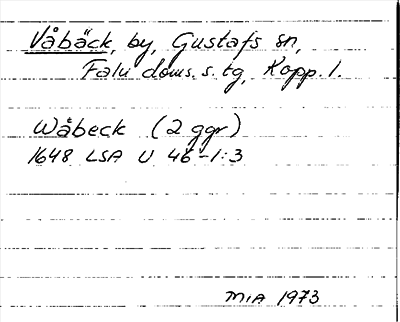 Våbäck, by, Gustafs sn,
Falu doms. s. tg, Kopp. l.
Wåbeck (2 ggr)
1648 LSA U 46-1:3
MiA 1973